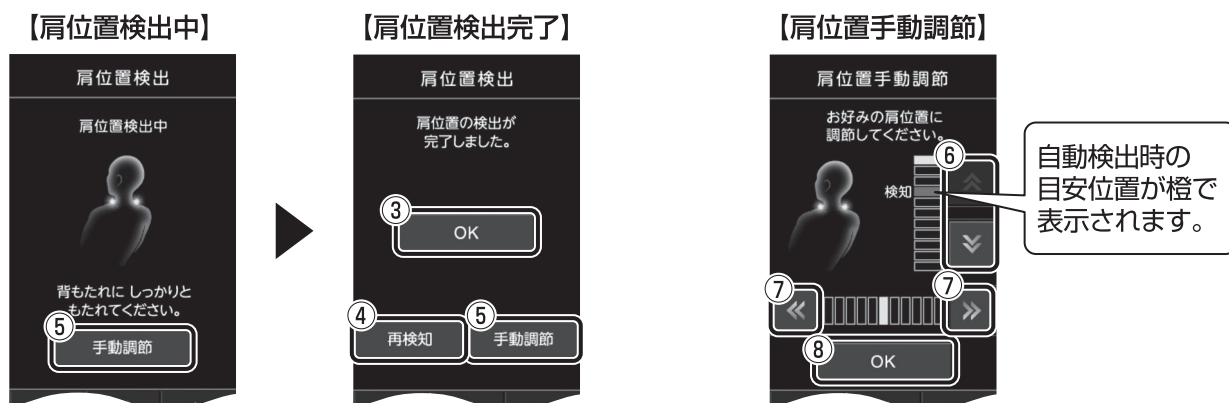 【肩位置検出中】
肩位置検出
肩位置検出中
背もたれに しっかりと
もたれてください。
⑤
手動調節
【肩位置検出完了】
肩位置検出
肩位置の検出が
完了しました。
③
OK
④
再検知
⑤
手動調節
【肩位置手動調節】
肩位置手動調節
お好みの肩位置に
調節してください。
⑥
検知
⑦
⑦
⑧
OK
自動検出時の
目安位置が橙で
表示されます。